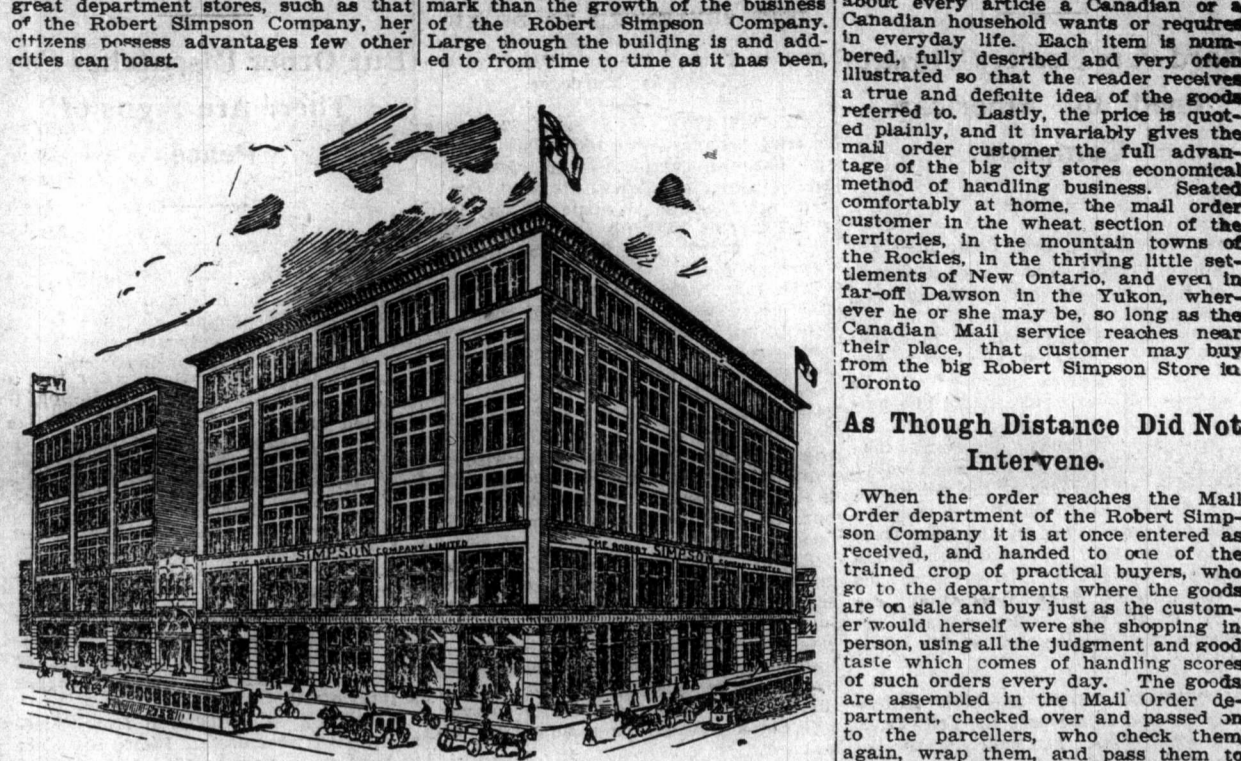 great department stores, such as that
of the Robert Simpson Company, her
citizens possess advantages few other
cities can boast.
mark than the growth of the business
of the Robert Simpson Company.
Large though the building is and add-
ed to from time to time as it has been,
THE ROBERT SIMPSON COMPANY LIMITED
THE ROBERT SIMPSON COMPANY LIMITED
about every article a Canadian or a
Canadian household wants or requires
in everyday life. Each item is num-
bered, fully described and very often
illustrated so that the reader receives
a true and definite idea of the goods
referred to. Lastly, the price is quot-
ed plainly, and it invariably gives the
mail order customer the full advan-
tage of the big city stores economical
method of handling business. Seated
comfortably at home, the mail order
customer in the wheat section of the
territories, in the mountain towns of
the Rockies, in the thriving little set-
tlements of New Ontario, and even in
far-off Dawson in the Yukon, wher-
ever he or she may be, so long as the
Canadian Mail service reaches near
their place, that customer may buy
from the big Robert Simpson Store in
Toronto
As Though Distance Did Not
Intervene.
When the order reaches the Mail
Order department of the Robert Simp-
son Company it is at once entered as
received, and handed to one of the
trained crop of practical buyers, who
go to the departments where the goods
are on sale and buy just as the custom-
er would herself were she shopping in
person, using all the judgment and good
taste which comes of handling scores
of such orders every day. The goods
are assembled in the Mail Order de-
partment, checked over and passed on
to the parcellers, who check them
again, wrap them, and pass them to